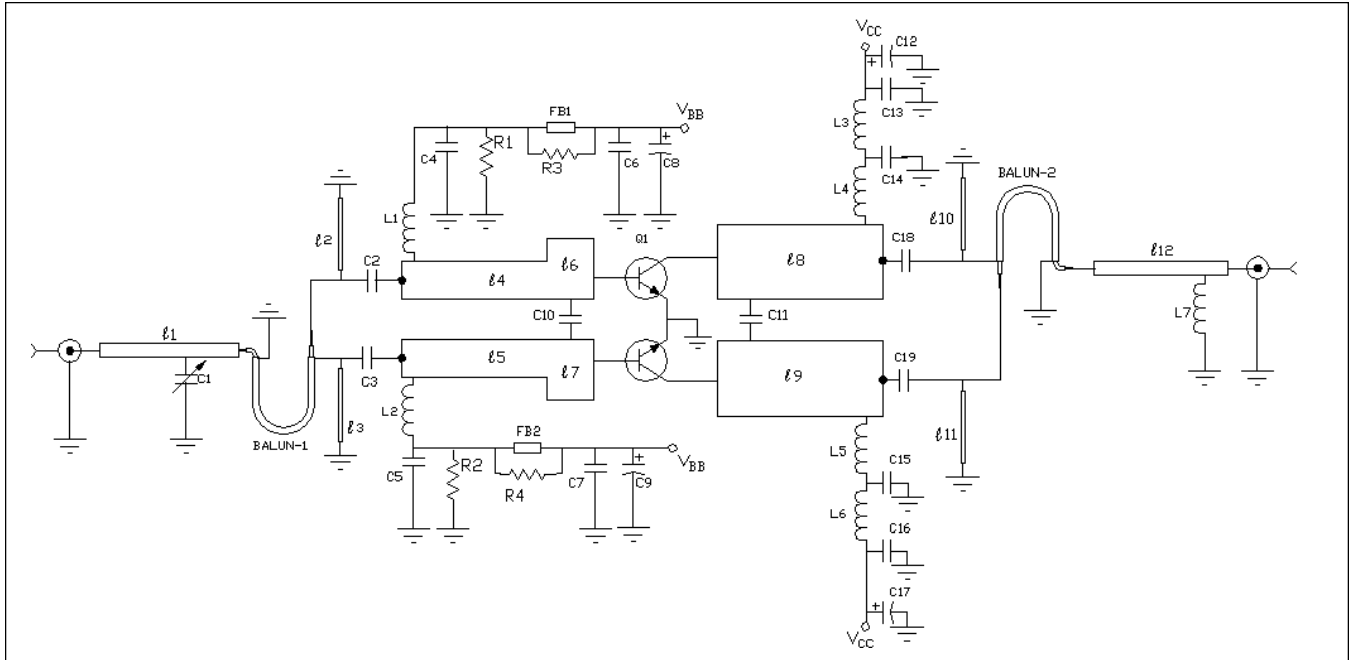 VCC
C12
+
C13
L3
C14
L4
FB1
VBB
+
C4
R1
R3
C6
C8
BALUN-2
ℓ10
ℓ2
L1
Q1
C18
C2
ℓ6
ℓ8
ℓ4
ℓ12
L7
C10
C11
ℓ1
C1
ℓ5
ℓ7
C19
C3
ℓ9
L2
ℓ3
BALUN-1
ℓ11
FB2
VBB
+
L5
C5
R2
R4
C7
C9
C15
L6
C16
C17
+
VCC